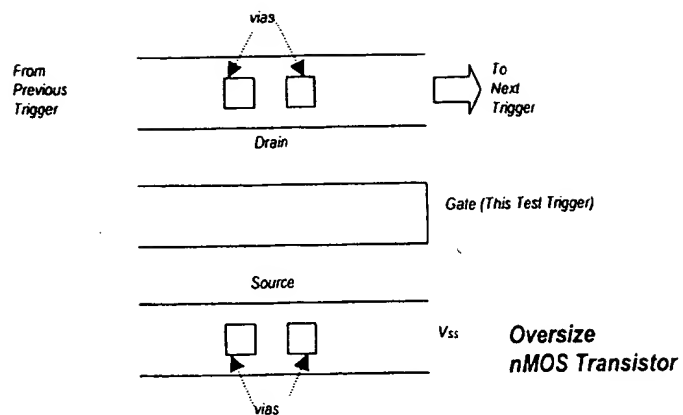 vias
From
Previous
Trigger
To
Next
Trigger
Drain
Gate (This Test Trigger)
Source
Vss
Oversize
nMOS Transistor
vias